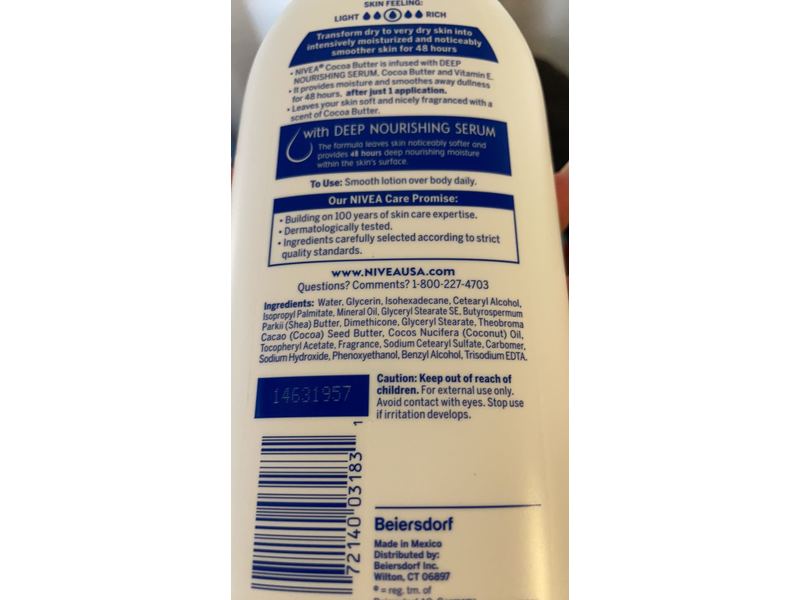 SKIN FEELING:
LIGHT RICH
Transform dry to very dry skin into
intensively moisturized and noticeably
smoother skin for 48 hours
• NIVEA® Cocoa Butter is infused with DEEP
NOURISHING SERUM, Cocoa Butter and Vitamin E.
• It provides moisture and smoothes away dullness
for 48 hours, after just 1 application.
• Leaves your skin soft and nicely fragranced with a
scent of Cocoa Butter.
with DEEP NOURISHING SERUM
The formula leaves skin noticeably softer and
provides 48 hours deep nourishing moisture
within the skin's surface.
To Use: Smooth lotion over body daily.
Our NIVEA Care Promise:
• Building on 100 years of skin care expertise.
• Dermatologically tested.
• Ingredients carefully selected according to strict
quality standards.
www.NIVEAUSA.com
Questions? Comments? 1-800-227-4703
Ingredients: Water, Glycerin, Isohexadecane, Cetearyl Alcohol,
Isopropyl Palmitate, Mineral Oil, Glyceryl Stearate SE, Butyrospermum
Parkii (Shea) Butter, Dimethicone, Glyceryl Stearate, Theobroma
Cacao (Cocoa) Seed Butter, Cocos Nucifera (Coconut) Oil,
Tocopheryl Acetate, Fragrance, Sodium Cetearyl Sulfate, Carbomer,
Sodium Hydroxide, Phenoxyethanol, Benzyl Alcohol, Trisodium EDTA.
14631957
Caution: Keep out of reach of
children. For external use only.
Avoid contact with eyes. Stop use
if irritation develops.
72140 03183 1
Beiersdorf
Made in Mexico
Distributed by:
Beiersdorf Inc.
Wilton, CT 06897
® = reg. tm. of